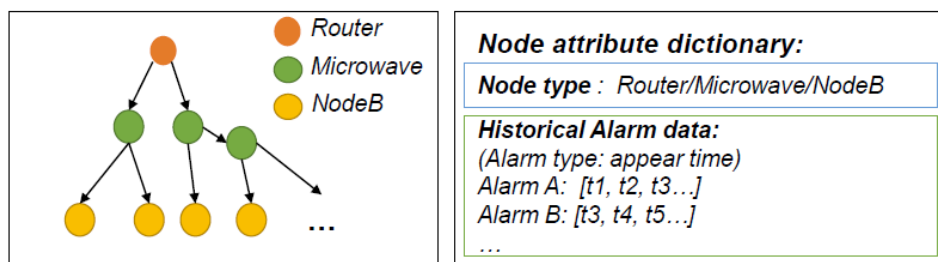 Router
Microwave
NodeB
...
Node attribute dictionary:
Node type : Router/Microwave/NodeB
Historical Alarm data:
(Alarm type: appear time)
Alarm A: [t1, t2, t3...]
Alarm B: [t3, t4, t5...]
...